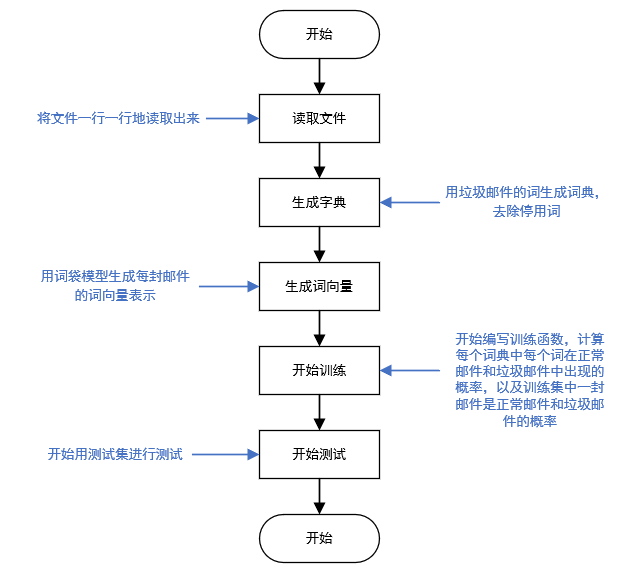 开始
将文件一行一行地读取出来
读取文件
生成字典
用垃圾邮件的词生成词典，
去除停用词
用词袋模型生成每封邮件
的词向量表示
生成词向量
开始训练
开始编写训练函数，计算
每个词典中每个词在正常
邮件和垃圾邮件中出现的
概率，以及训练集中一封
邮件是正常邮件和垃圾邮
件的概率
开始用测试集进行测试
开始测试
开始